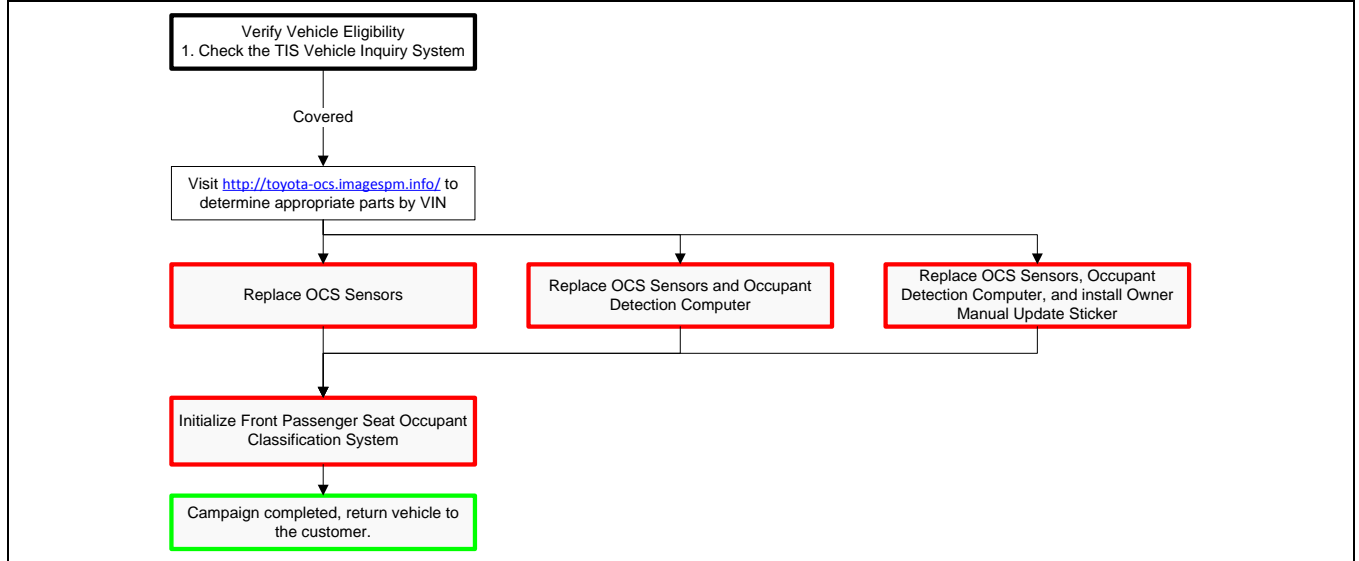 Verify Vehicle Eligibility
1. Check the TIS Vehicle Inquiry System
Covered
Visit http://toyota-ocs.imagespm.info/ to
determine appropriate parts by VIN
Replace OCS Sensors
Replace OCS Sensors and Occupant
Detection Computer
Replace OCS Sensors, Occupant
Detection Computer, and install Owner
Manual Update Sticker
Initialize Front Passenger Seat Occupant
Classification System
Campaign completed, return vehicle to
the customer.